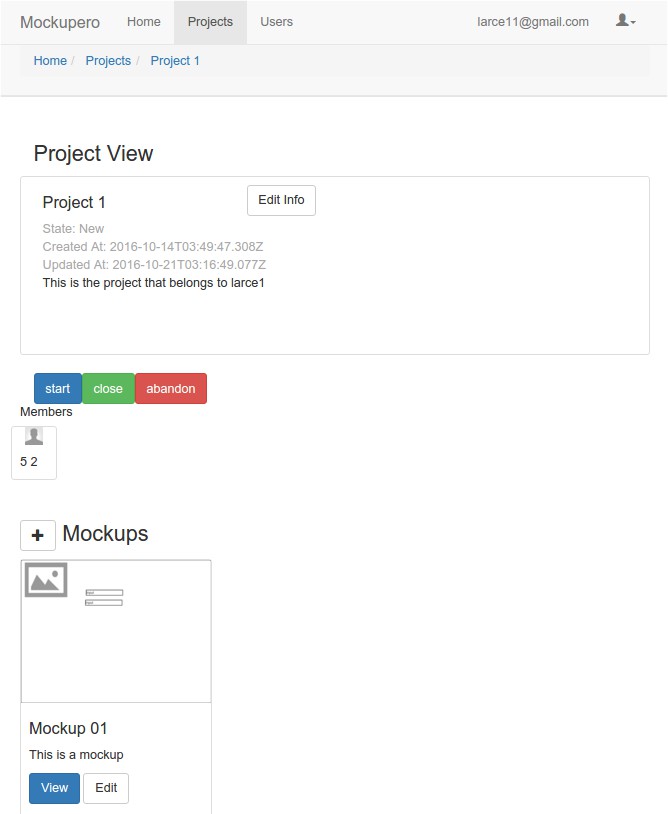 Mockupero Home Projects Users larce11@gmail.com
Home / Projects / Project 1
Project View
Project 1 Edit Info
State: New
Created At: 2016-10-14T03:49:47.308Z
Updated At: 2016-10-21T03:16:49.077Z
This is the project that belongs to larce1
start close abandon
Members
5 2
+ Mockups
Mockup 01
This is a mockup
View Edit